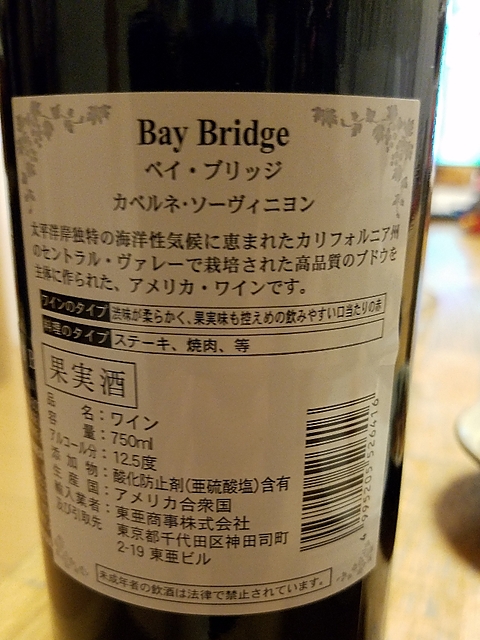 Bay Bridge
ベイ・ブリッジ
カベルネ・ソーヴィニヨン
太平洋岸独特の海洋性気候に恵まれたカリフォルニア州
のセントラル・ヴァレーで栽培された高品質のブドウを
主体に作られた、アメリカ・ワインです。
ワインのタイプ 渋味が柔らかく、果実味も控えめの飲みやすい口当たりの赤
料理のタイプ ステーキ、焼肉、等
果実酒
品名：ワイン
容量：750ml
アルコール分：12.5度
添加物：酸化防止剤(亜硫酸塩)含有
生産国：アメリカ合衆国
輸入業者：東亜商事株式会社
及び引取先 東京都千代田区神田司町
2-19 東亜ビル
4 995205 526416
未成年者の飲酒は法律で禁止されています。